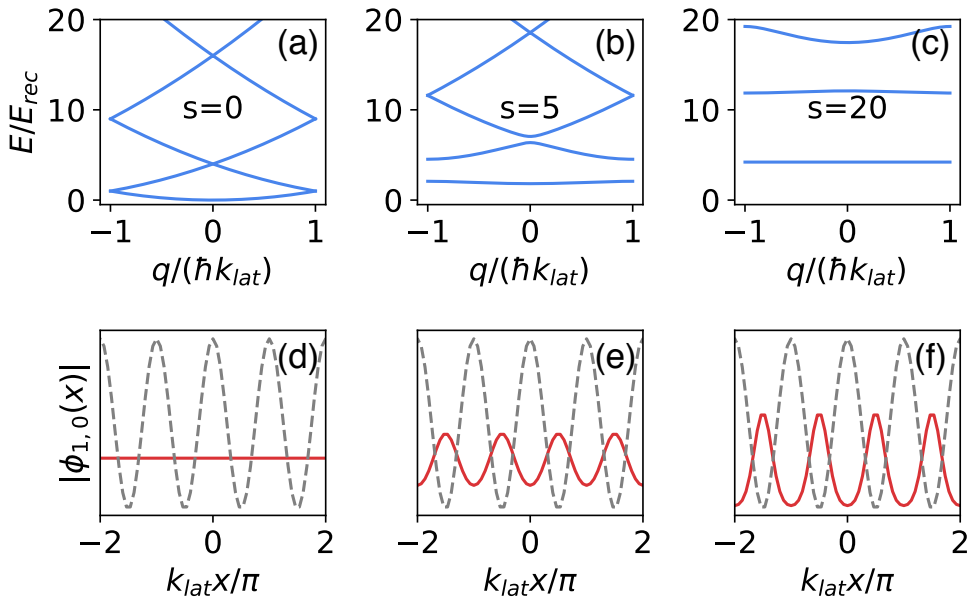 (a)
s=0
20
10
0
E/E_rec
−1
0
1
q/(ħk_lat)
(b)
s=5
20
10
0
−1
0
1
q/(ħk_lat)
(c)
s=20
20
10
0
−1
0
1
q/(ħk_lat)
(d)
|ϕ_{1,0}(x)|
−2
0
2
k_lat x/π
(e)
−2
0
2
k_lat x/π
(f)
−2
0
2
k_lat x/π